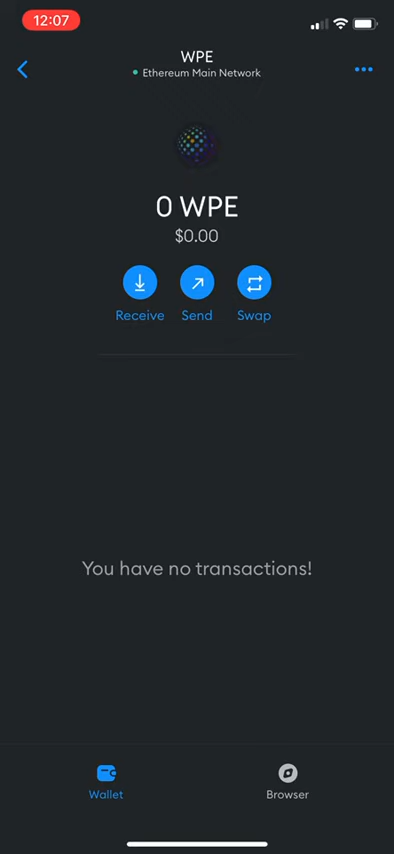 12:07
WPE
Ethereum Main Network
0 WPE
$0.00
Receive Send Swap
You have no transactions!
Wallet Browser